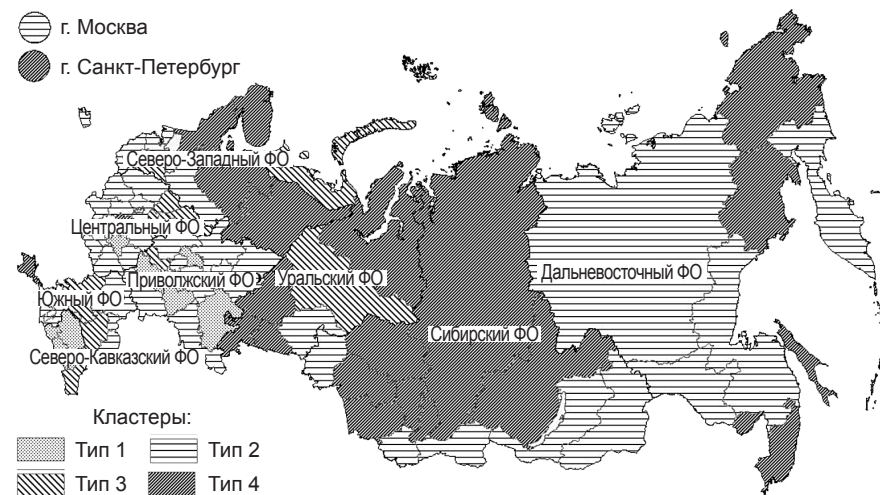 г. Москва
г. Санкт-Петербург
Северо-Западный ФО
Центральный ФО
Приволжский ФО
Уральский ФО
Дальневосточный ФО
Южный ФО
Сибирский ФО
Северо-Кавказский ФО
Кластеры:
Тип 1 Тип 2
Тип 3 Тип 4